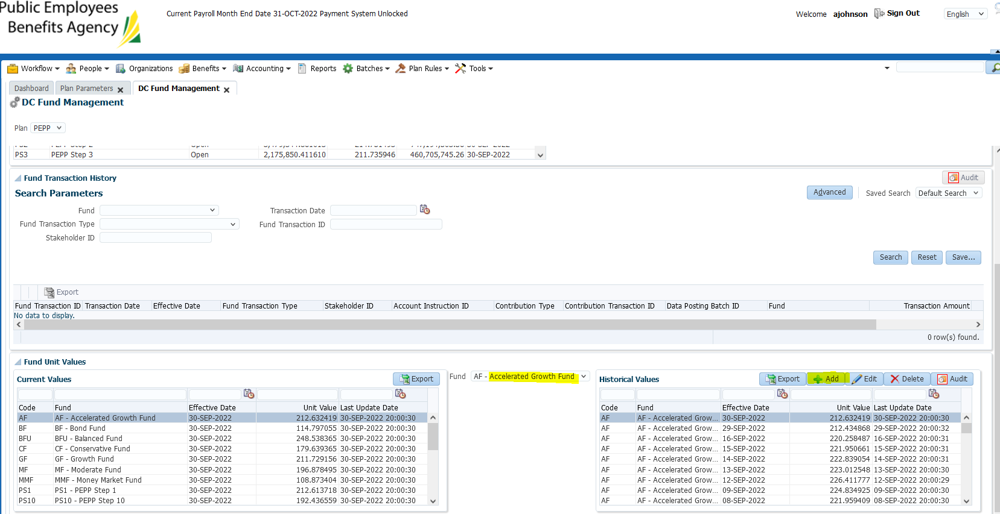 Public Employees
Benefits Agency
Current Payroll Month End Date 31-OCT-2022 Payment System Unlocked
Welcome ajohnson Sign Out English
Workflow People Organizations Benefits Accounting Reports Batches Plan Rules Tools
Dashboard Plan Parameters DC Fund Management
DC Fund Management
Plan PEPP
PS3 PEPP Step 3 Open 2,175,850.411610 211.735946 460,705,745.26 30-SEP-2022
Fund Transaction History Audit
Search Parameters Advanced Saved Search Default Search
Fund Transaction Date
Fund Transaction Type Fund Transaction ID
Stakeholder ID
Search Reset Save...
Export
Fund Transaction ID Transaction Date Effective Date Fund Transaction Type Stakeholder ID Account Instruction ID Contribution Type Contribution Transaction ID Data Posting Batch ID Fund Transaction Amount
No data to display.
0 row(s) found.
Fund Unit Values
Current Values Export Fund AF - Accelerated Growth Fund Historical Values Export Add Edit Delete Audit
Code Fund Effective Date Unit Value Last Update Date Code Fund Effective Date Unit Value Last Update Date
AF AF - Accelerated Growth Fund 30-SEP-2022 212.632419 30-SEP-2022 20:00:30 AF AF - Accelerated Grow... 30-SEP-2022 212.632419 30-SEP-2022 20:00:30
BF BF - Bond Fund 30-SEP-2022 114.797055 30-SEP-2022 20:00:30 AF AF - Accelerated Grow... 29-SEP-2022 212.434868 29-SEP-2022 20:00:32
BFU BFU - Balanced Fund 30-SEP-2022 248.538365 30-SEP-2022 20:00:30 AF AF - Accelerated Grow... 16-SEP-2022 220.258487 16-SEP-2022 20:00:31
CF CF - Conservative Fund 30-SEP-2022 179.639365 30-SEP-2022 20:00:30 AF AF - Accelerated Grow... 15-SEP-2022 221.950661 15-SEP-2022 20:00:31
GF GF - Growth Fund 30-SEP-2022 211.729156 30-SEP-2022 20:00:30 AF AF - Accelerated Grow... 14-SEP-2022 222.839054 14-SEP-2022 20:00:31
MF MF - Moderate Fund 30-SEP-2022 196.878495 30-SEP-2022 20:00:30 AF AF - Accelerated Grow... 13-SEP-2022 223.012548 13-SEP-2022 20:00:30
MMF MMF - Money Market Fund 30-SEP-2022 108.873404 30-SEP-2022 20:00:30 AF AF - Accelerated Grow... 12-SEP-2022 226.411777 12-SEP-2022 20:00:29
PS1 PS1 - PEPP Step 1 30-SEP-2022 212.613718 30-SEP-2022 20:00:30 AF AF - Accelerated Grow... 09-SEP-2022 224.834925 09-SEP-2022 20:00:30
PS10 PS10 - PEPP Step 10 30-SEP-2022 192.436559 30-SEP-2022 20:00:30 AF AF - Accelerated Grow... 08-SEP-2022 221.959409 08-SEP-2022 20:00:30